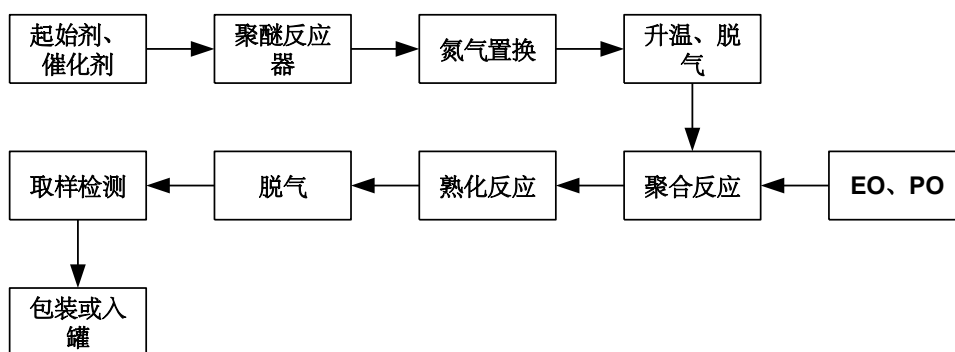 起始剂、
催化剂
聚醚反应
器
氮气置换
升温、脱
气
取样检测
脱气
熟化反应
聚合反应
EO、PO
包装或入
罐